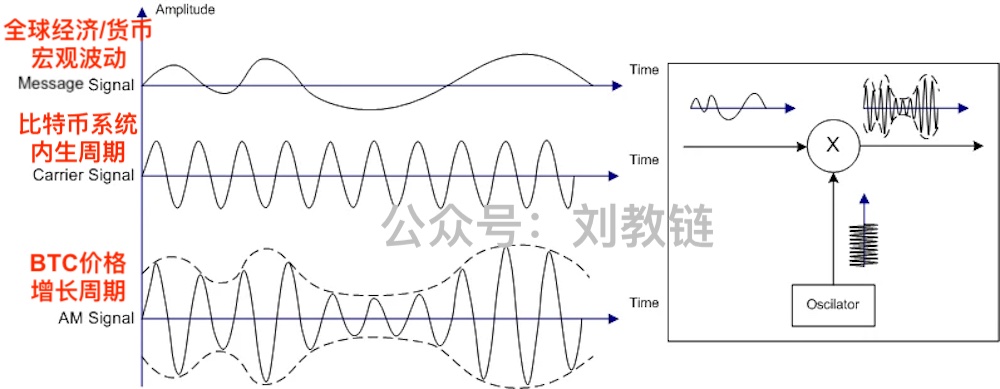 Amplitude
全球经济/货币
宏观波动
Message Signal
Time
比特币系统
内生周期
Carrier Signal
Time
公众号：刘教链
BTC价格
增长周期
AM Signal
Time
X
Oscilator